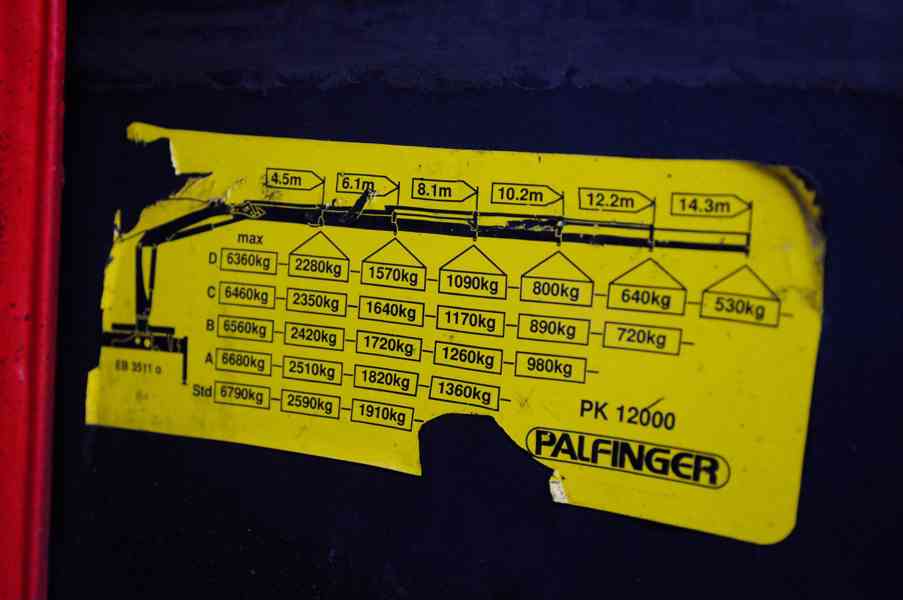 4.5m 6.1m 8.1m 10.2m 12.2m 14.3m
max
D 6360kg 2280kg 1570kg 1090kg 800kg 640kg 530kg
C 6460kg 2350kg 1640kg 1170kg 890kg 720kg
B 6560kg 2420kg 1720kg 1260kg 980kg
A 6680kg 2510kg 1820kg 1360kg
Std 6790kg 2590kg 1910kg
EB 3511 o
PK 12000
PALFINGER